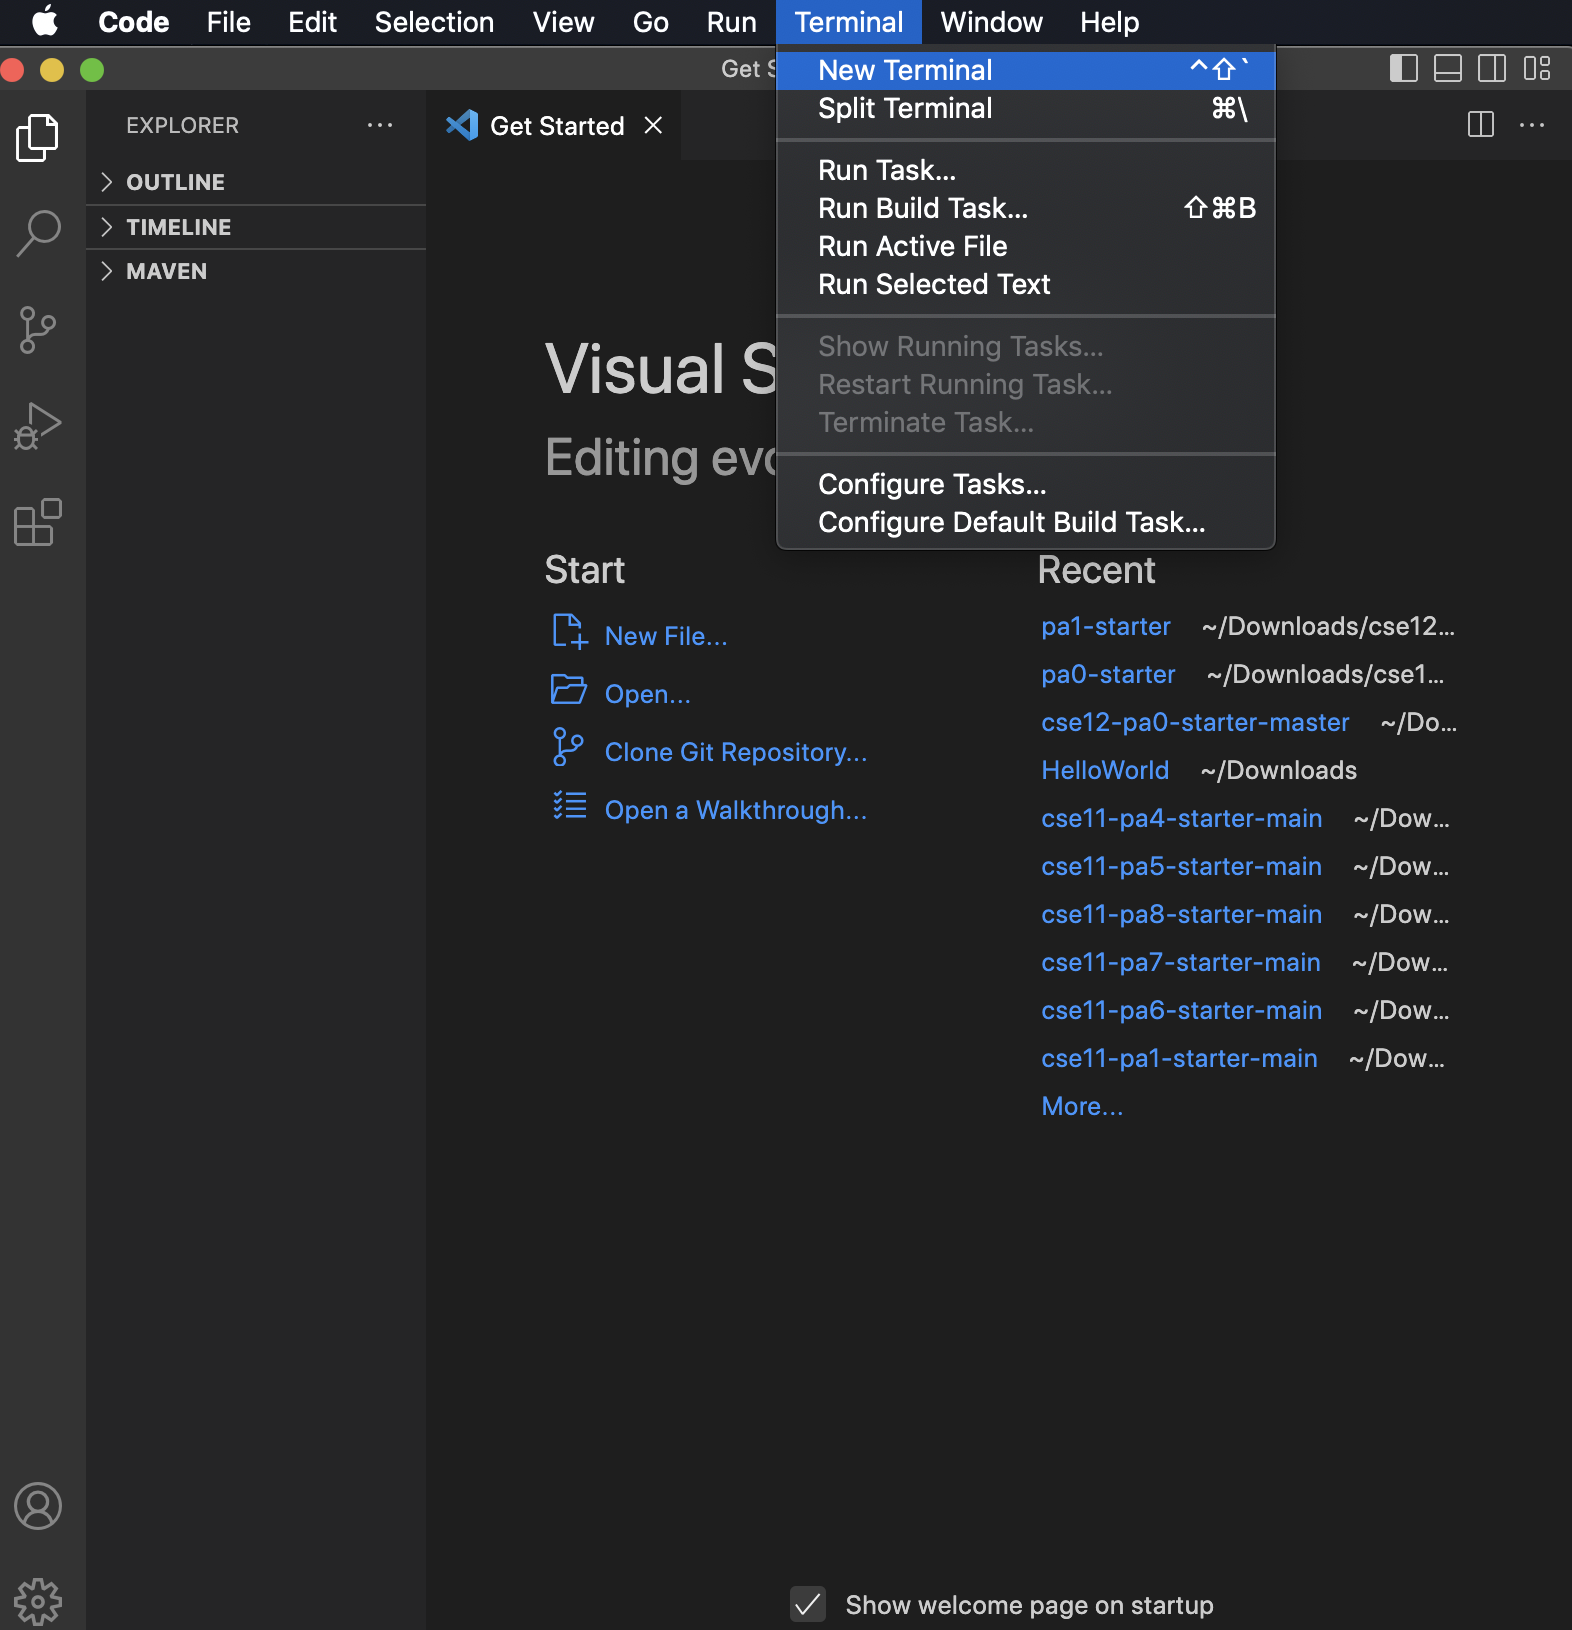 Code File Edit Selection View Go Run Terminal Window Help
Get S
New Terminal ^⇧`
Split Terminal ⌘\
Run Task...
Run Build Task... ⇧⌘B
Run Active File
Run Selected Text
Show Running Tasks...
Restart Running Task...
Terminate Task...
Configure Tasks...
Configure Default Build Task...
EXPLORER ...
OUTLINE
TIMELINE
MAVEN
Get Started
Visual S
Editing evo
Start
New File...
Open...
Clone Git Repository...
Open a Walkthrough...
Recent
pa1-starter ~/Downloads/cse12...
pa0-starter ~/Downloads/cse1...
cse12-pa0-starter-master ~/Do...
HelloWorld ~/Downloads
cse11-pa4-starter-main ~/Dow...
cse11-pa5-starter-main ~/Dow...
cse11-pa8-starter-main ~/Dow...
cse11-pa7-starter-main ~/Dow...
cse11-pa6-starter-main ~/Dow...
cse11-pa1-starter-main ~/Dow...
More...
Show welcome page on startup